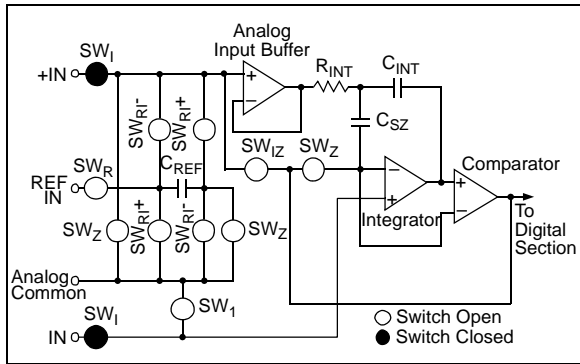 Analog
Input Buffer
SW_I
+IN
R_INT
C_INT
C_SZ
SW_RI-
SW_RI+
C_REF
SW_IZ
SW_Z
SW_R
REF
IN
Comparator
Integrator
SW_Z
SW_RI+
SW_RI-
SW_Z
To
Digital
Section
Analog
Common
SW_1
SW_I
IN
Switch Open
Switch Closed